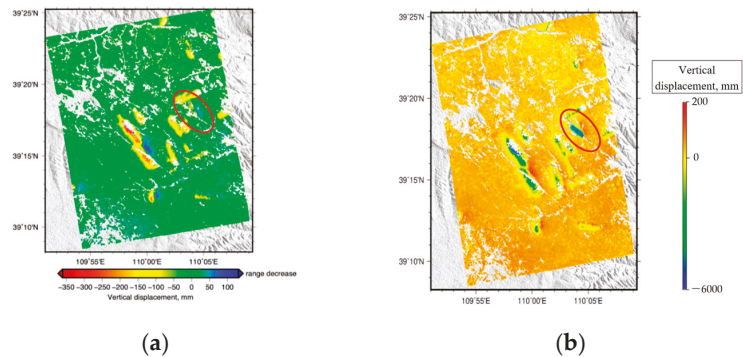 39˚25'N
39˚20'N
39˚15'N
39˚10'N
109˚55'E 110˚00'E 110˚05'E
−350 −300 −250 −200 −150 −100 −50 0 50 100 range decrease
Vertical displacement, mm
(a)
39˚25'N
39˚20'N
39˚15'N
39˚10'N
109˚55'E 110˚00'E 110˚05'E
Vertical
displacement, mm
200
0
−6000
(b)